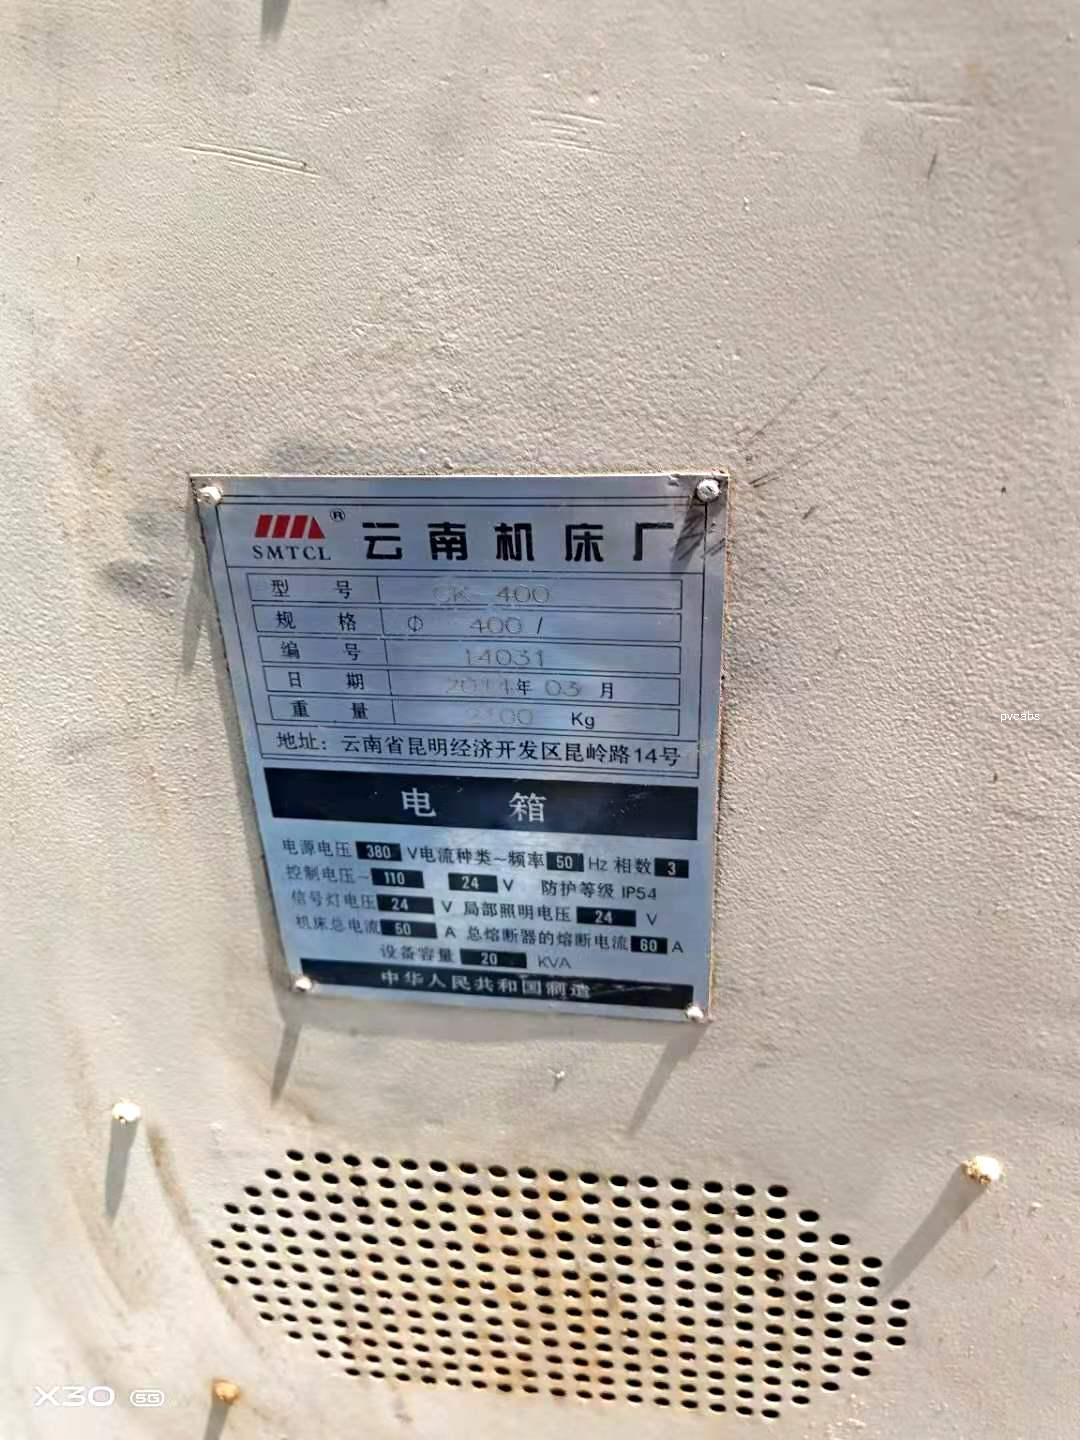 ® 云南机床厂
SMTCL
型 号 CK 400
规 格 Φ 400 /
编 号 14031
日 期 2014年 03 月
重 量 Kg
地址：云南省昆明经济开发区昆岭路14号
电 箱
电源电压 380 V 电流种类~频率 50 Hz 相数 3
控制电压~ 110 24 V 防护等级 IP54
信号灯电压 24 V 局部照明电压 24 V
机床总电流 50 A 总熔断器的熔断电流 60 A
设备容量 20 KVA
中华人民共和国制造
pvcabs
X30 5G